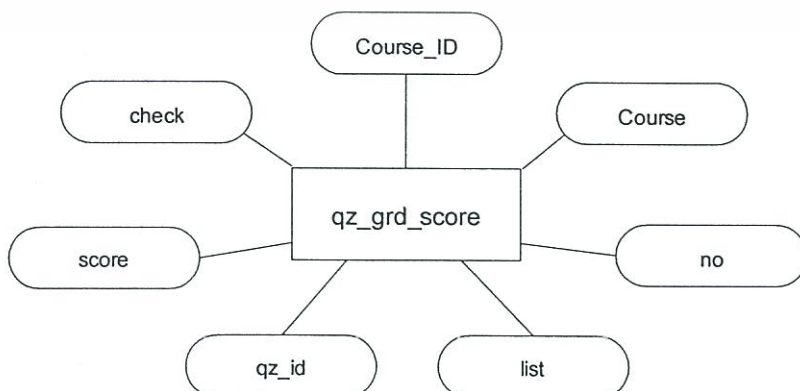 Course_ID
check
Course
qz_grd_score
score
no
qz_id
list